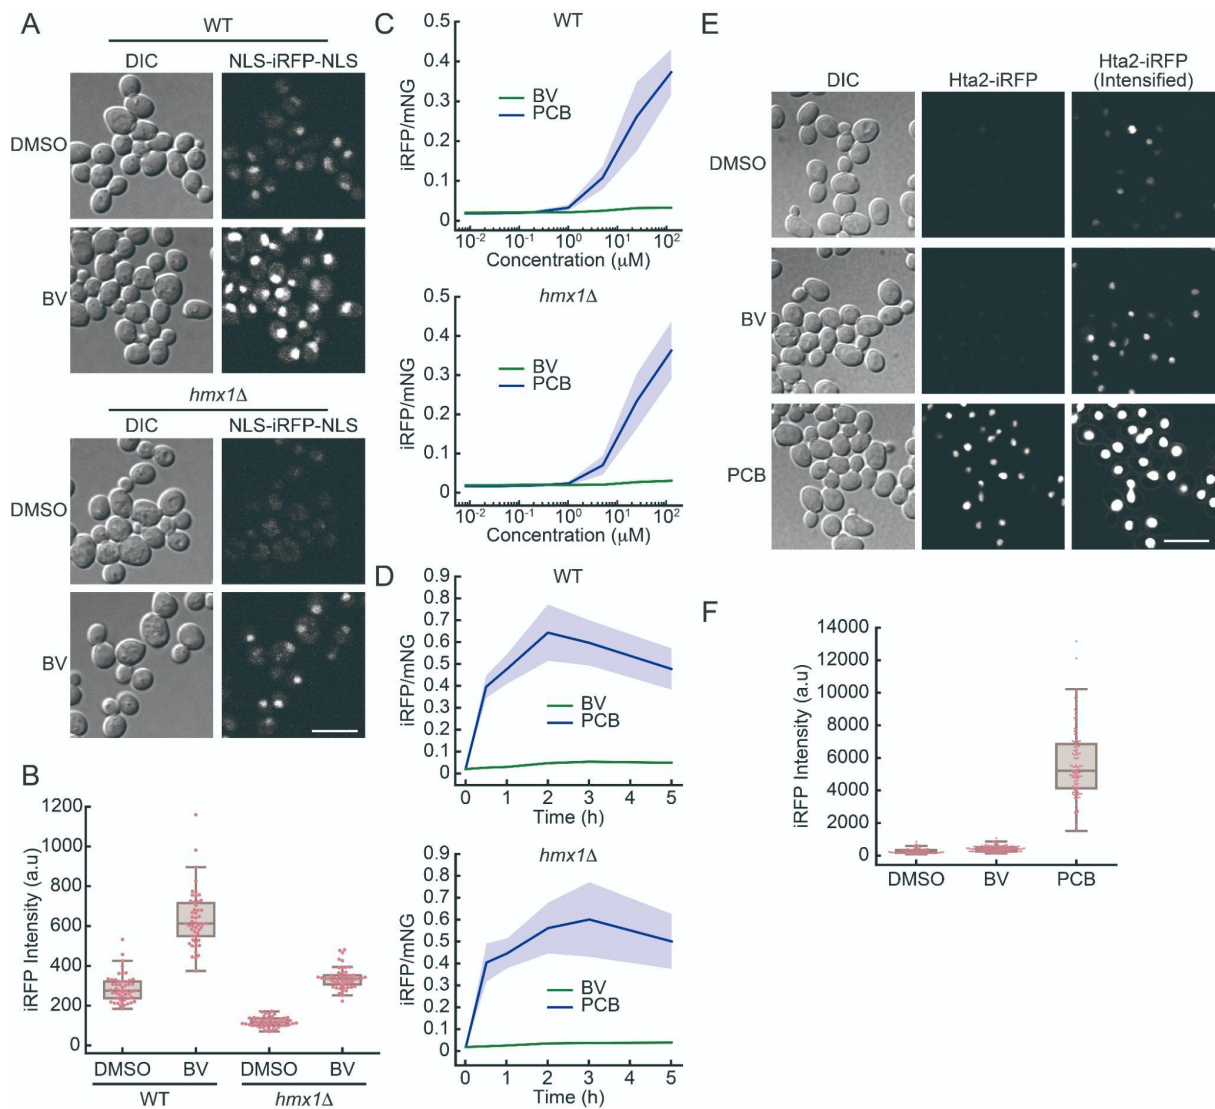 A
WT
DIC NLS-iRFP-NLS
DMSO
BV
hmx1Δ
DIC NLS-iRFP-NLS
DMSO
BV
B
iRFP Intensity (a.u)
1200
1000
800
600
400
200
0
DMSO BV DMSO BV
WT hmx1Δ
C
WT
iRFP/mNG
0.5
0.4
0.3
0.2
0.1
0
BV
PCB
10⁻² 10⁻¹ 10⁰ 10¹ 10²
Concentration (μM)
hmx1Δ
iRFP/mNG
0.5
0.4
0.3
0.2
0.1
0
BV
PCB
10⁻² 10⁻¹ 10⁰ 10¹ 10²
Concentration (μM)
D
WT
iRFP/mNG
0.9
0.8
0.7
0.6
0.5
0.4
0.3
0.2
0.1
0
BV
PCB
0 1 2 3 4 5
Time (h)
hmx1Δ
iRFP/mNG
0.9
0.8
0.7
0.6
0.5
0.4
0.3
0.2
0.1
0
BV
PCB
0 1 2 3 4 5
Time (h)
E
DIC Hta2-iRFP Hta2-iRFP
(Intensified)
DMSO
BV
PCB
F
iRFP Intensity (a.u)
14000
12000
10000
8000
6000
4000
2000
0
DMSO BV PCB